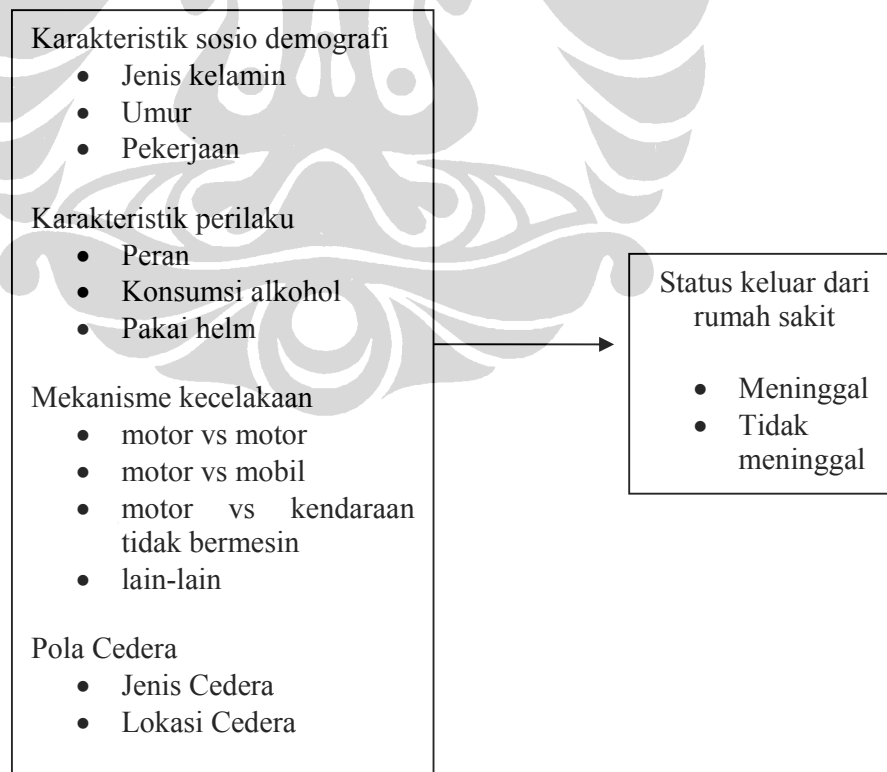 Karakteristik sosio demografi
• Jenis kelamin
• Umur
• Pekerjaan
Karakteristik perilaku
• Peran
• Konsumsi alkohol
• Pakai helm
Mekanisme kecelakaan
• motor vs motor
• motor vs mobil
• motor vs kendaraan
tidak bermesin
• lain-lain
Pola Cedera
• Jenis Cedera
• Lokasi Cedera
Status keluar dari
rumah sakit
• Meninggal
• Tidak
meninggal